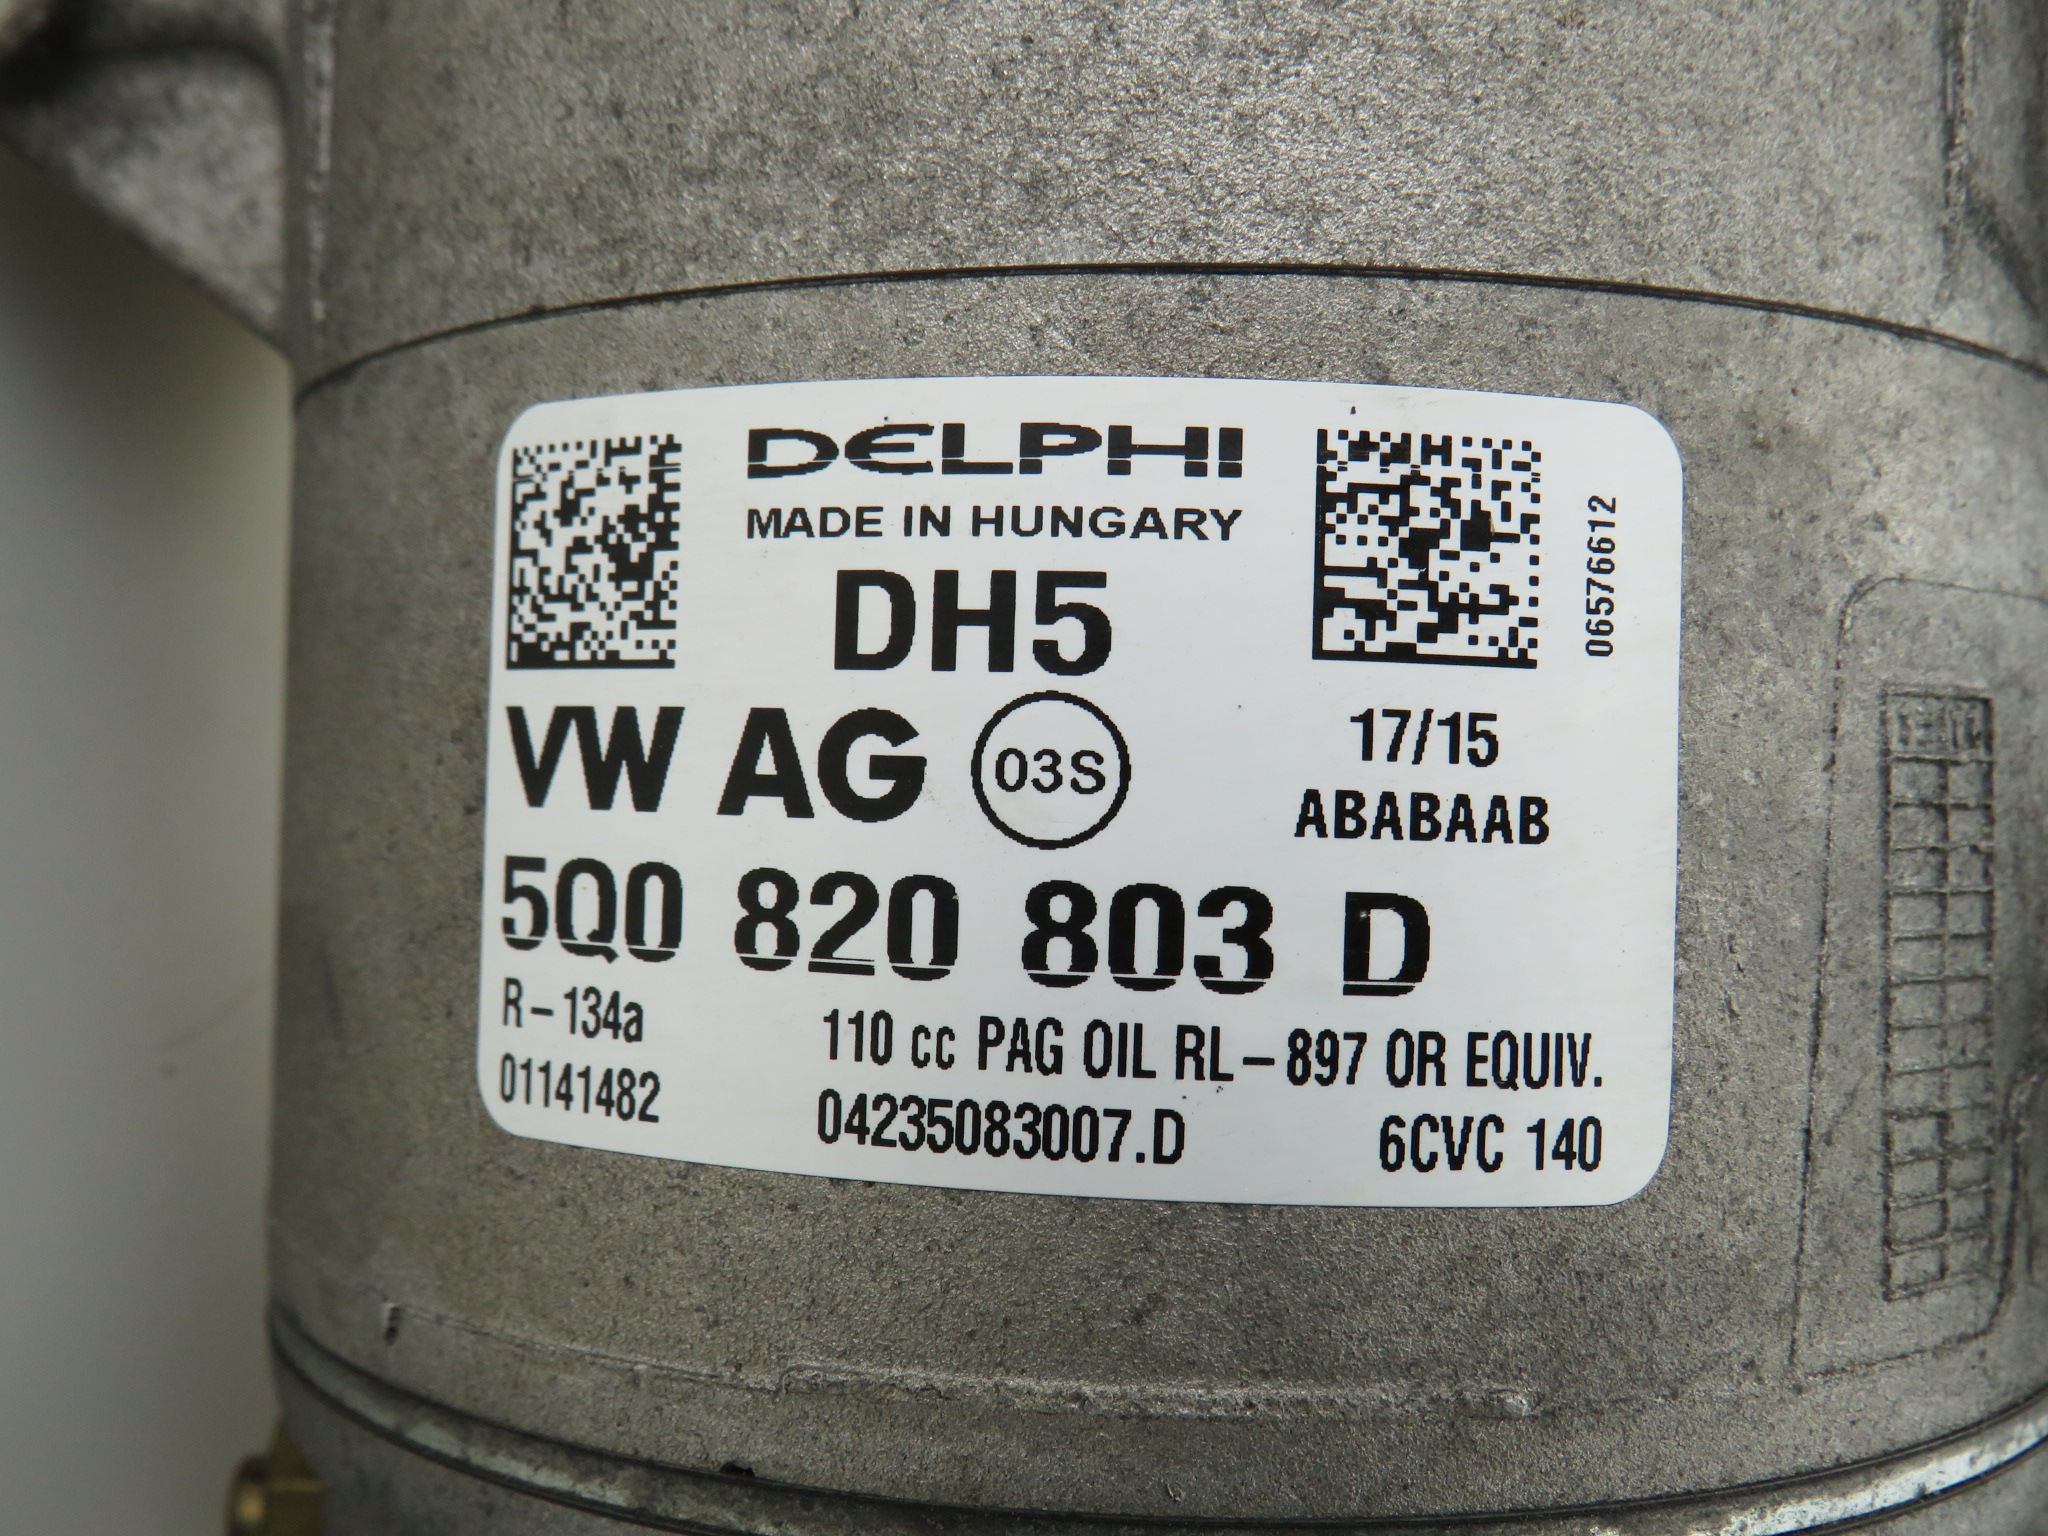 DELPHI
MADE IN HUNGARY
DH5
06576612
VW AG 03S
17/15
ABABAAB
5Q0 820 803 D
R-134a
110 cc PAG OIL RL-897 OR EQUIV.
01141482
04235083007.D
6CVC 140